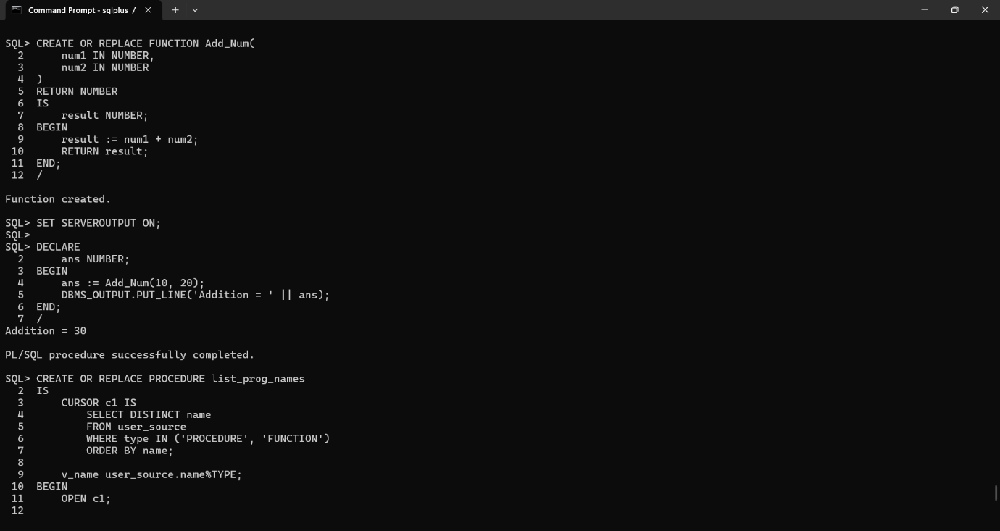 Command Prompt - sqlplus /
SQL> CREATE OR REPLACE FUNCTION Add_Num(
  2      num1 IN NUMBER,
  3      num2 IN NUMBER
  4  )
  5  RETURN NUMBER
  6  IS
  7      result NUMBER;
  8  BEGIN
  9      result := num1 + num2;
 10      RETURN result;
 11  END;
 12  /
Function created.
SQL> SET SERVEROUTPUT ON;
SQL>
SQL> DECLARE
  2      ans NUMBER;
  3  BEGIN
  4      ans := Add_Num(10, 20);
  5      DBMS_OUTPUT.PUT_LINE('Addition = ' || ans);
  6  END;
  7  /
Addition = 30
PL/SQL procedure successfully completed.
SQL> CREATE OR REPLACE PROCEDURE list_prog_names
  2  IS
  3      CURSOR c1 IS
  4          SELECT DISTINCT name
  5          FROM user_source
  6          WHERE type IN ('PROCEDURE', 'FUNCTION')
  7          ORDER BY name;
  8
  9      v_name user_source.name%TYPE;
 10  BEGIN
 11      OPEN c1;
 12